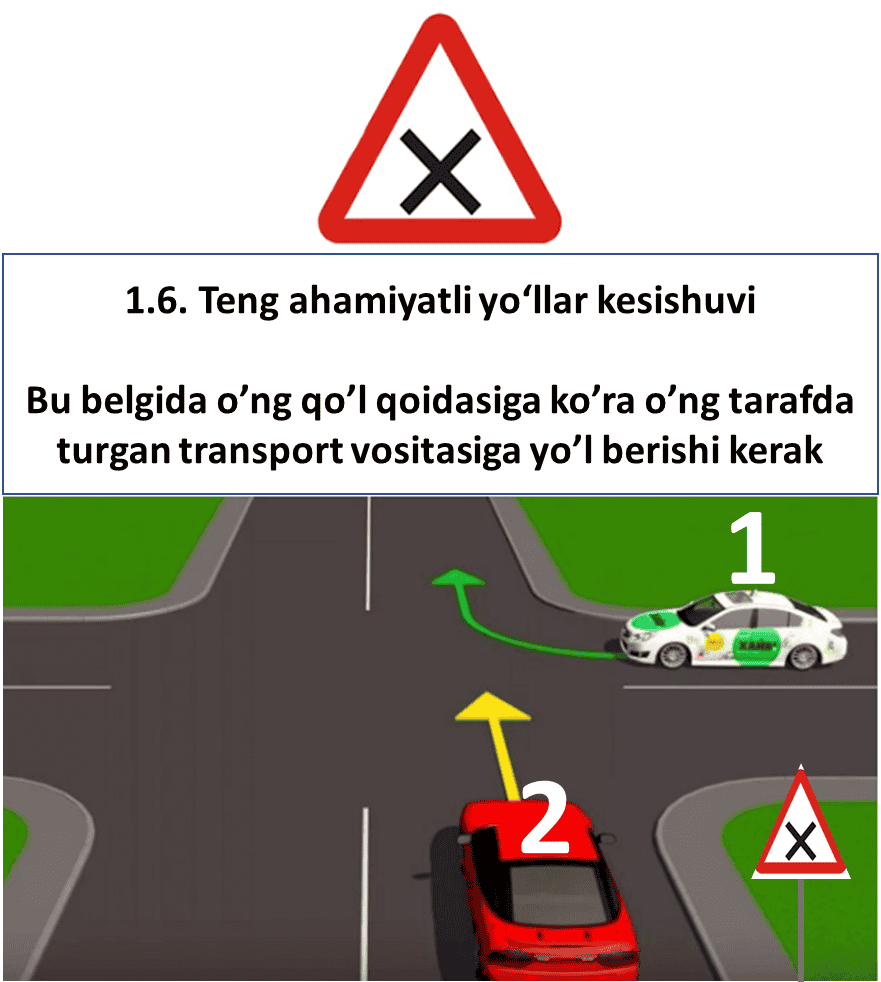 1.6. Teng ahamiyatli yo‘llar kesishuvi
Bu belgida o’ng qo’l qoidasiga ko’ra o’ng tarafda
turgan transport vositasiga yo’l berishi kerak
1
2